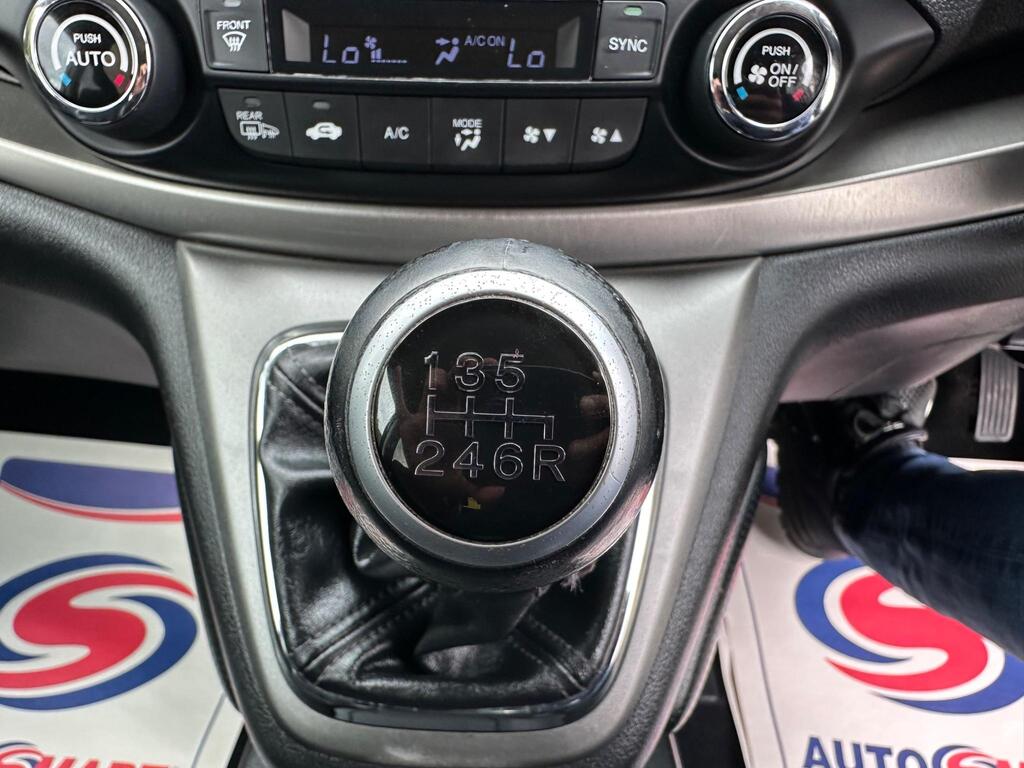 FRONT
PUSH
AUTO
Lo A/C ON Lo
SYNC
PUSH
ON/
OFF
REAR
A/C
MODE
135
246R
AUTO